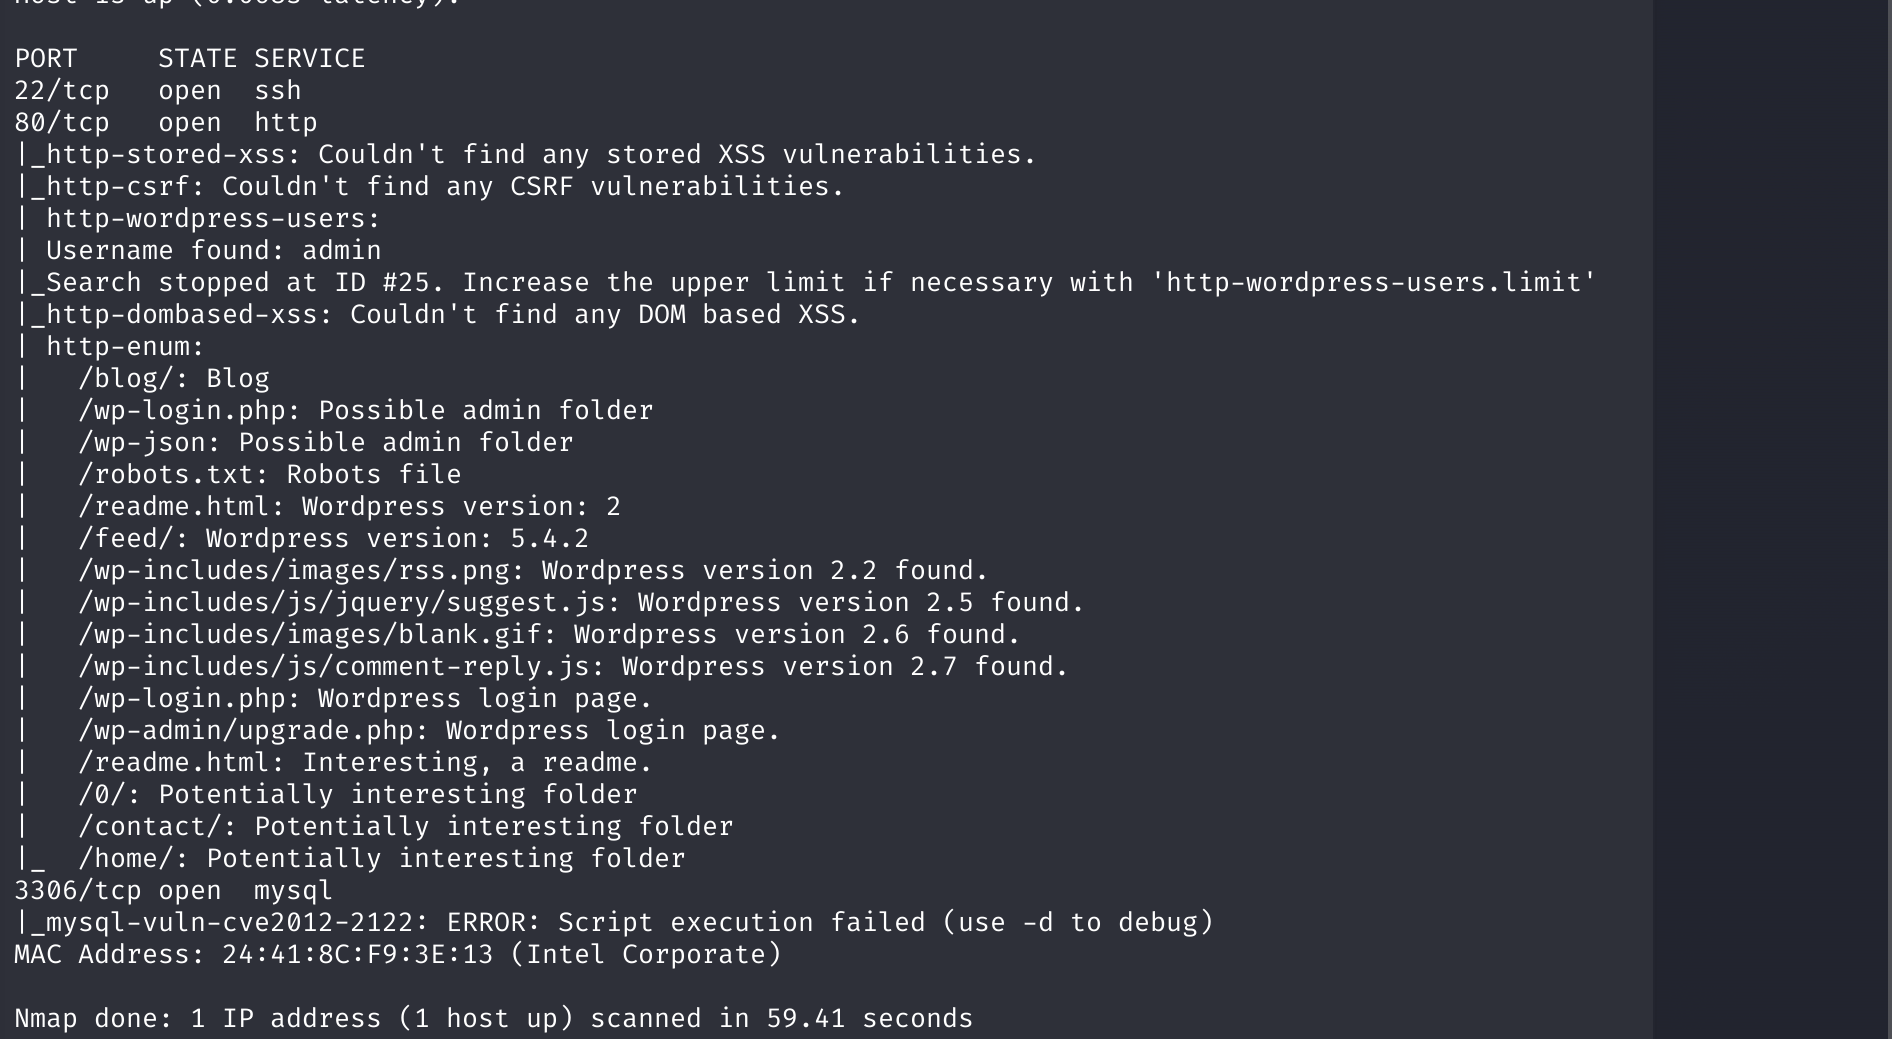 Host is up (0.068s latency).
PORT     STATE SERVICE
22/tcp   open  ssh
80/tcp   open  http
|_http-stored-xss: Couldn't find any stored XSS vulnerabilities.
|_http-csrf: Couldn't find any CSRF vulnerabilities.
| http-wordpress-users:
| Username found: admin
|_Search stopped at ID #25. Increase the upper limit if necessary with 'http-wordpress-users.limit'
|_http-dombased-xss: Couldn't find any DOM based XSS.
| http-enum:
|   /blog/: Blog
|   /wp-login.php: Possible admin folder
|   /wp-json: Possible admin folder
|   /robots.txt: Robots file
|   /readme.html: Wordpress version: 2
|   /feed/: Wordpress version: 5.4.2
|   /wp-includes/images/rss.png: Wordpress version 2.2 found.
|   /wp-includes/js/jquery/suggest.js: Wordpress version 2.5 found.
|   /wp-includes/images/blank.gif: Wordpress version 2.6 found.
|   /wp-includes/js/comment-reply.js: Wordpress version 2.7 found.
|   /wp-login.php: Wordpress login page.
|   /wp-admin/upgrade.php: Wordpress login page.
|   /readme.html: Interesting, a readme.
|   /0/: Potentially interesting folder
|   /contact/: Potentially interesting folder
|_  /home/: Potentially interesting folder
3306/tcp open  mysql
|_mysql-vuln-cve2012-2122: ERROR: Script execution failed (use -d to debug)
MAC Address: 24:41:8C:F9:3E:13 (Intel Corporate)
Nmap done: 1 IP address (1 host up) scanned in 59.41 seconds